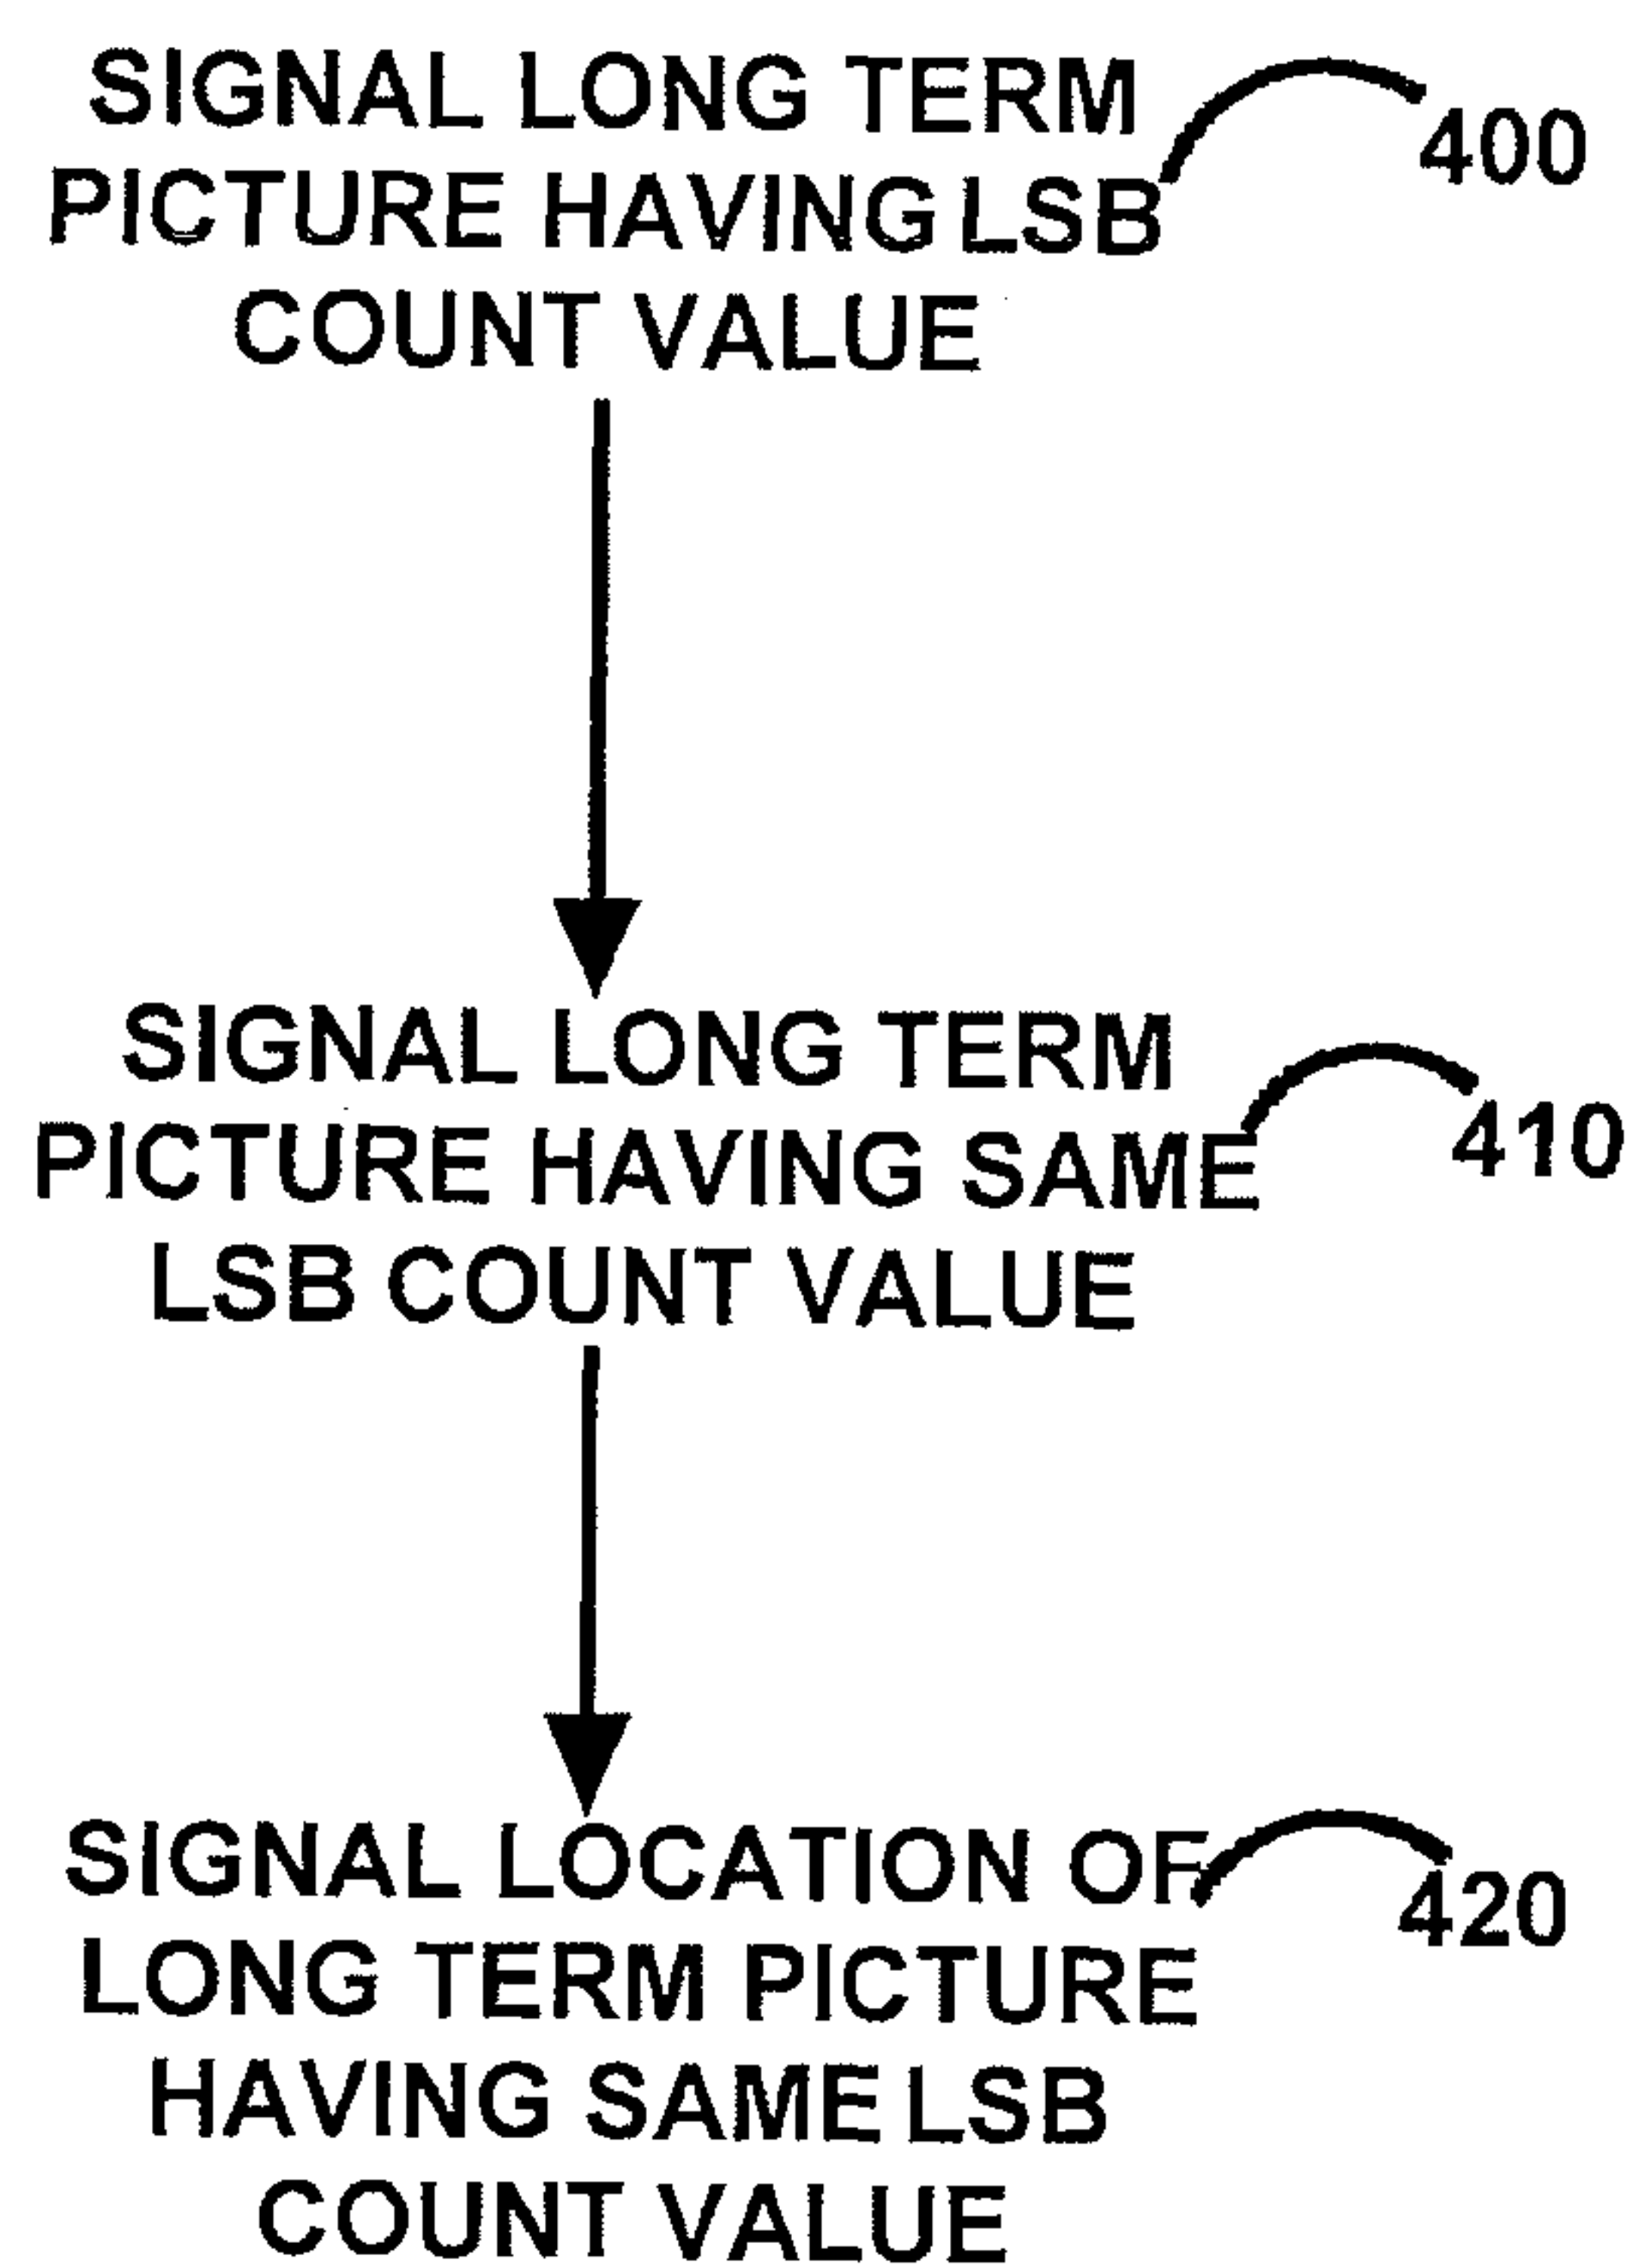 SIGNAL LONG TERM
400
PICTURE HAVING LSB
COUNT VALUE
SIGNAL LONG TERM
PICTURE HAVING SAME
410
LSB COUNT VALUE
SIGNAL LOCATION OF
420
LONG TERM PICTURE
HAVING SAME LSB
COUNT VALUE